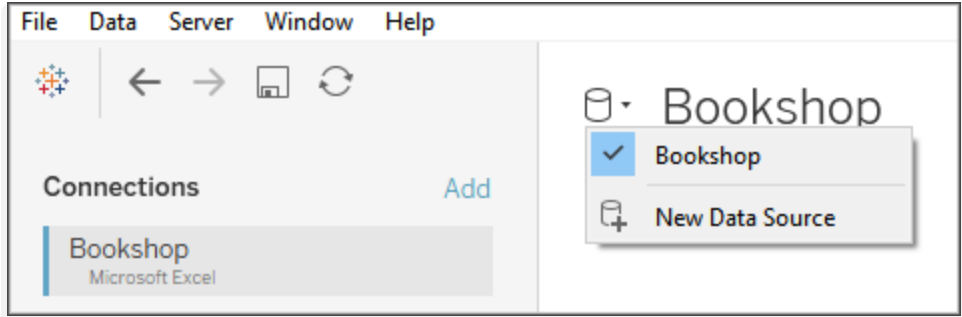 File Data Server Window Help
Connections Add
Bookshop
Microsoft Excel
Bookshop
Bookshop
New Data Source